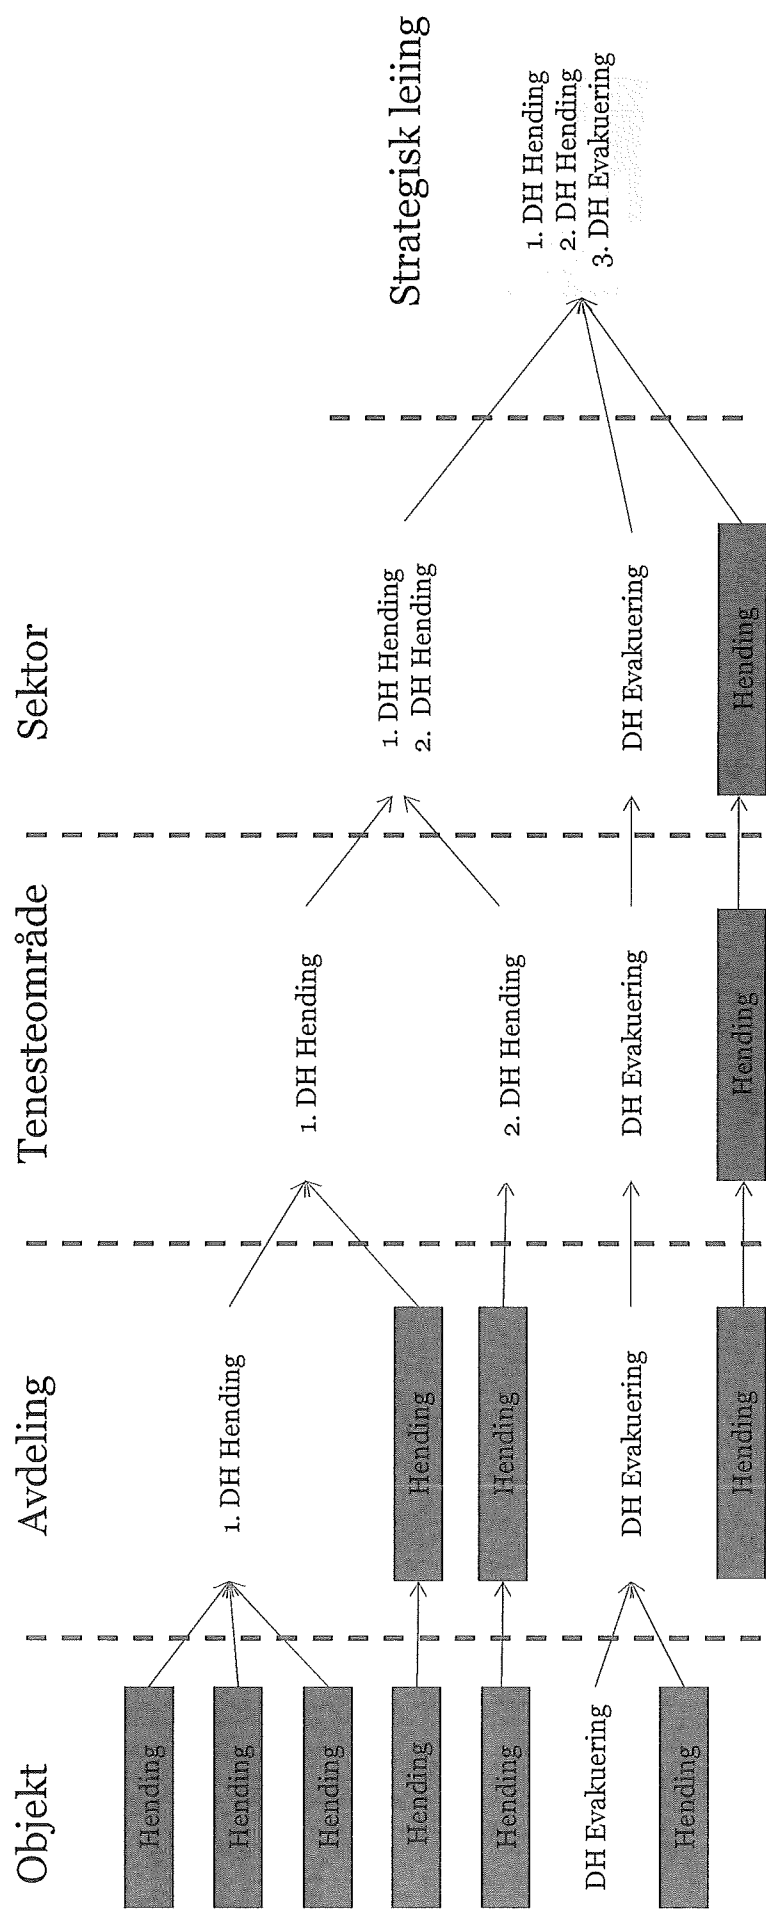 Objekt
Avdeling
Tenesteområde
Sektor
Strategisk leiing
Hending
Hending
Hending
Hending
Hending
DH Evakuering
Hending
1. DH Hending
Hending
Hending
DH Evakuering
Hending
1. DH Hending
2. DH Hending
DH Evakuering
Hending
1. DH Hending
2. DH Hending
DH Evakuering
Hending
1. DH Hending
2. DH Hending
3. DH Evakuering